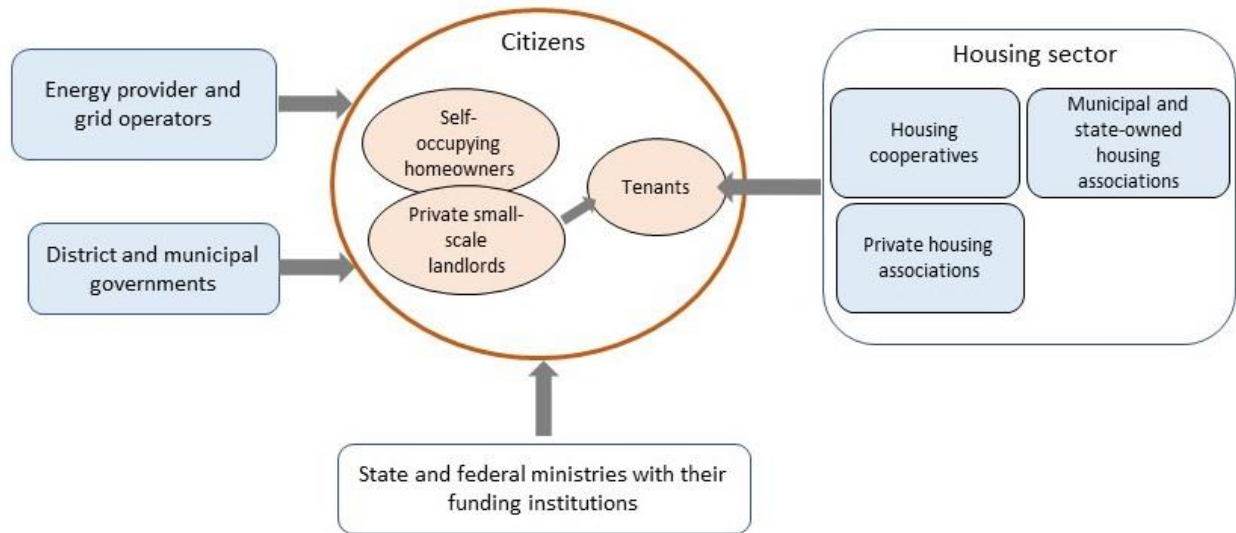 Citizens
Energy provider and
grid operators
District and municipal
governments
Self-
occupying
homeowners
Private small-
scale
landlords
Tenants
Housing sector
Housing
cooperatives
Municipal and
state-owned
housing
associations
Private housing
associations
State and federal ministries with their
funding institutions